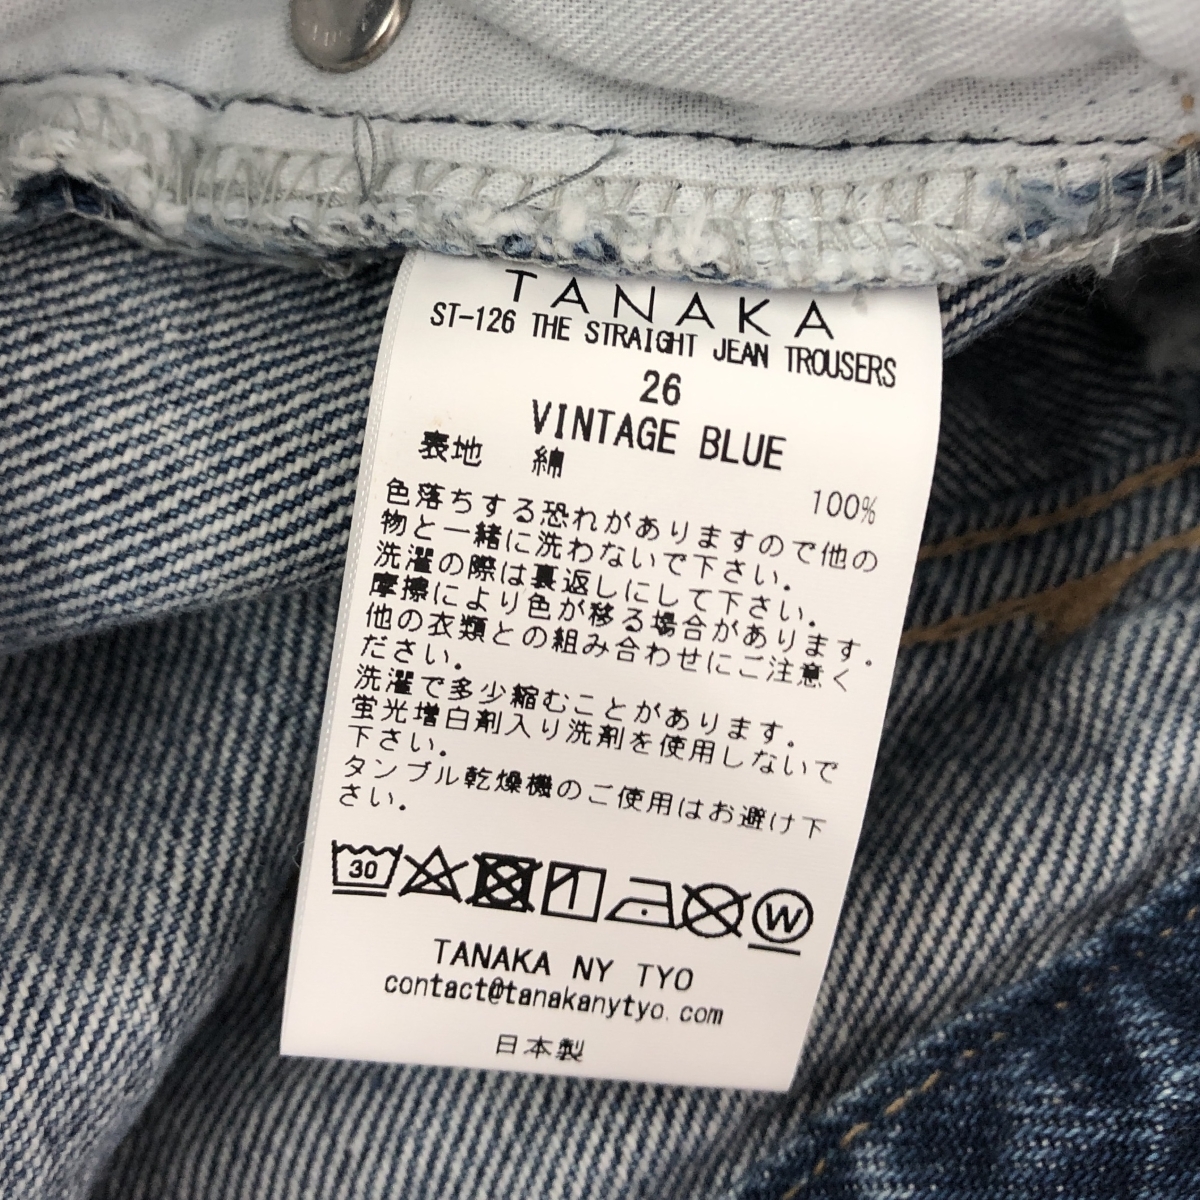 TANAKA
ST-126 THE STRAIGHT JEAN TROUSERS
26
VINTAGE BLUE
表地 綿 100%
色落ちする恐れがありますので他の
物と一緒に洗わないで下さい.
洗濯の際は裏返しにして下さい.
摩擦により色が移る場合があります.
他の衣類との組み合わせにご注意く
ださい.
洗濯で多少縮むことがあります.
蛍光増白剤入り洗剤を使用しないで
下さい.
タンブル乾燥機のご使用はお避け下
さい.
30 W
TANAKA NY TYO
contact@tanakanytyo.com
日本製